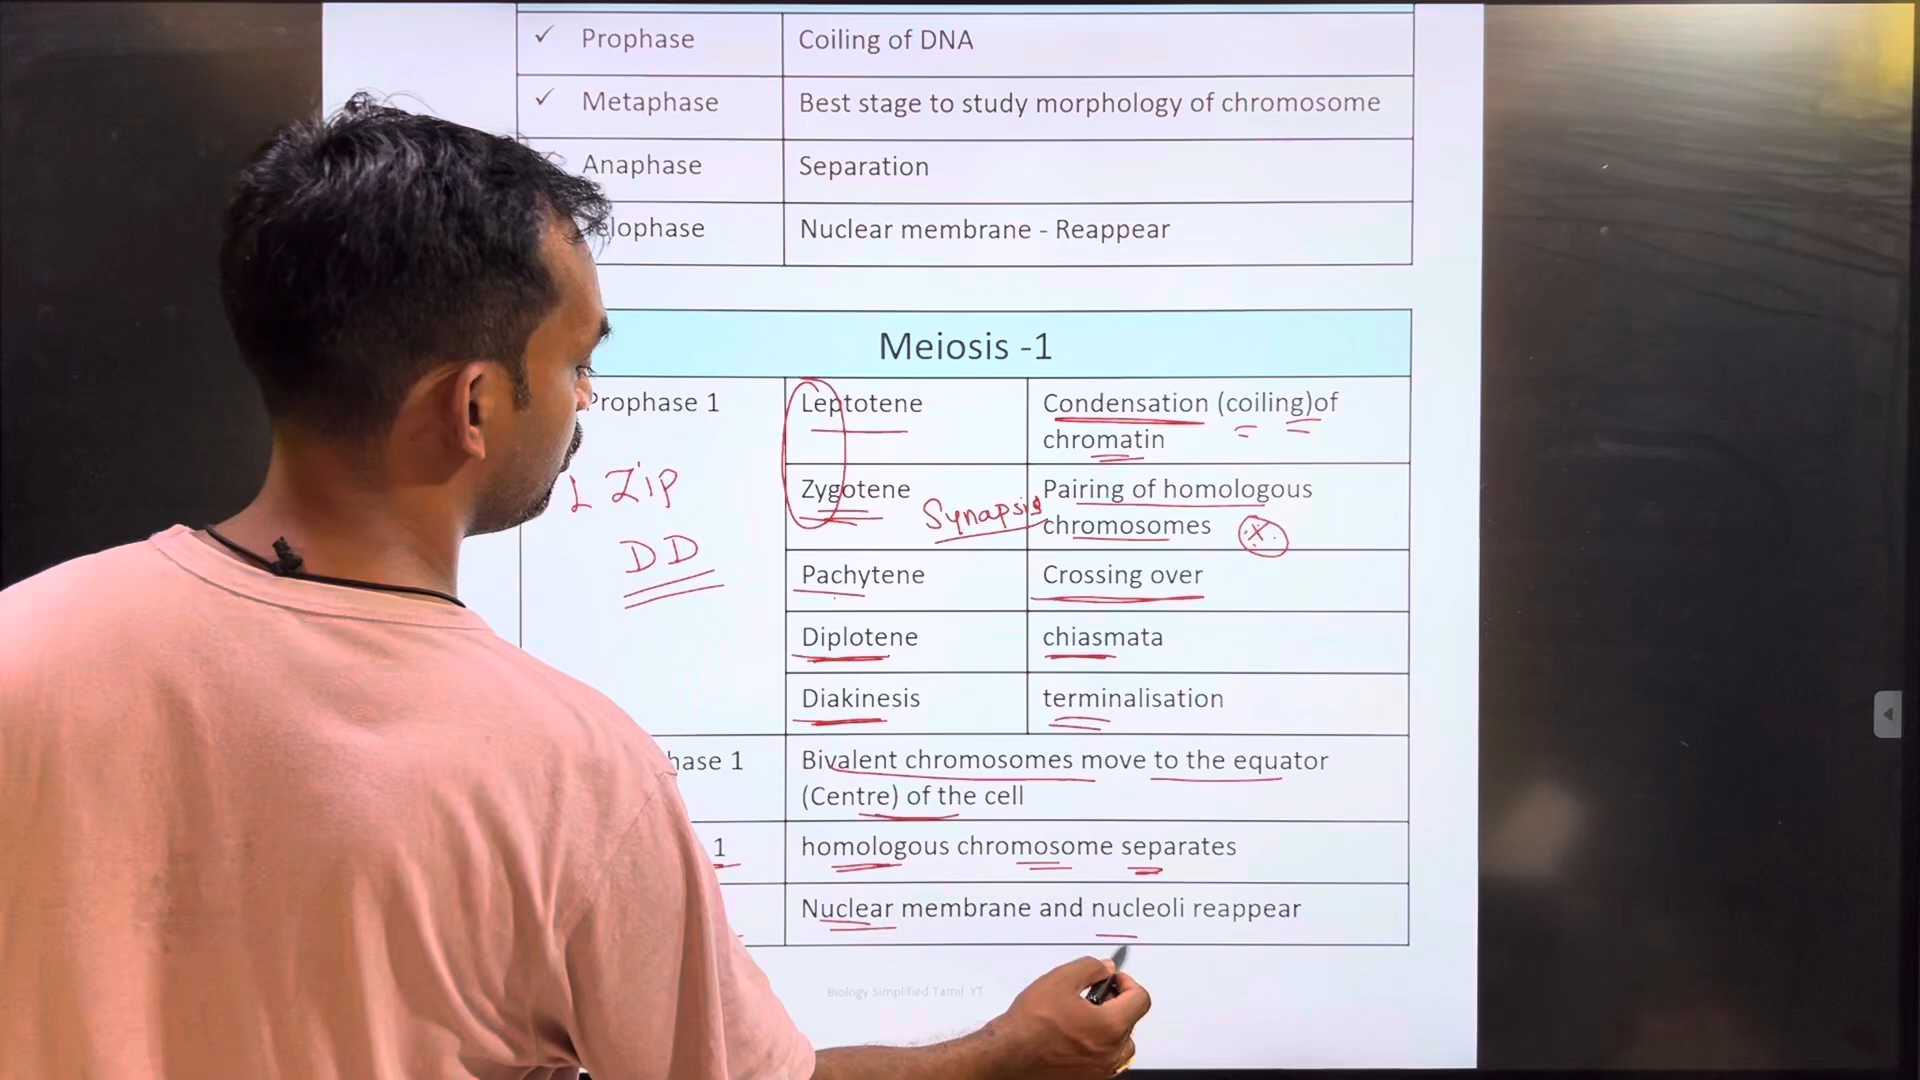 ✓ Prophase Coiling of DNA
✓ Metaphase Best stage to study morphology of chromosome
Anaphase Separation
elophase Nuclear membrane - Reappear
Meiosis -1
Prophase 1 Leptotene Condensation (coiling)of
chromatin
L Zip
DD
Zygotene Synapsis Pairing of homologous
chromosomes
Pachytene Crossing over
Diplotene chiasmata
Diakinesis terminalisation
hase 1 Bivalent chromosomes move to the equator
(Centre) of the cell
1 homologous chromosome separates
Nuclear membrane and nucleoli reappear
Biology Simplified Tamil YT